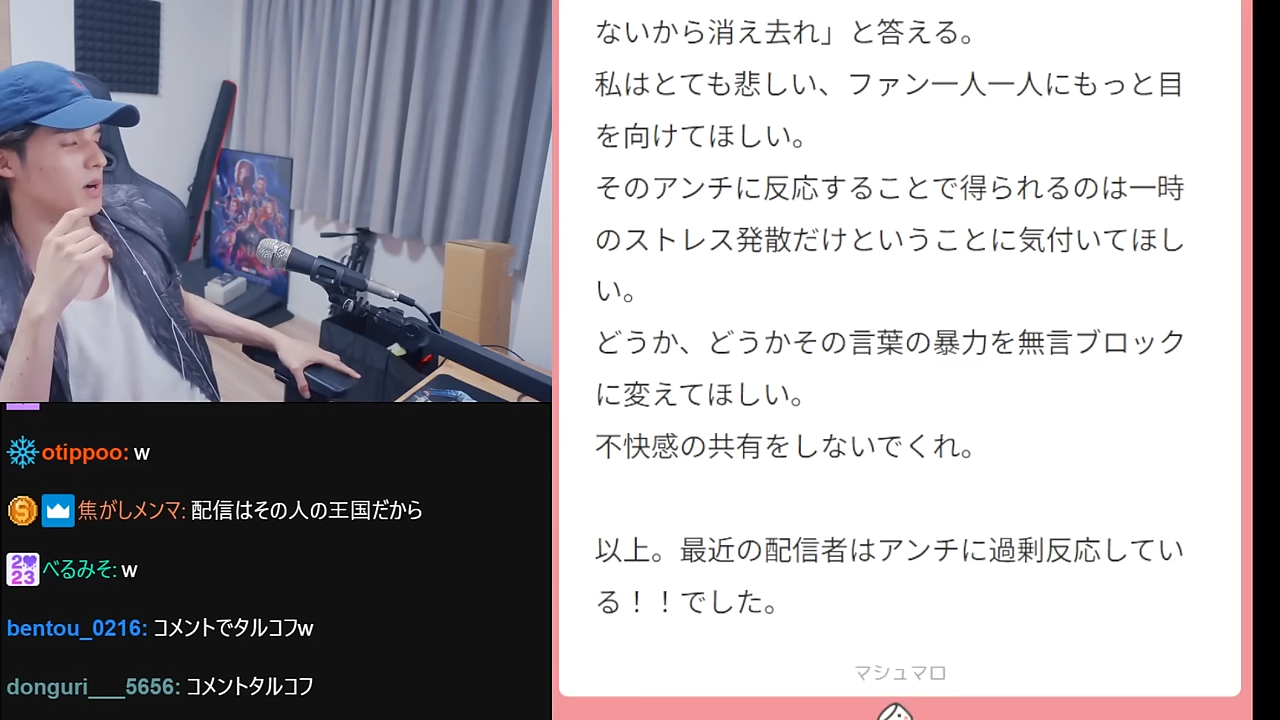 ないから消え去れ」と答える。
私はとても悲しい、ファン一人一人にもっと目
を向けてほしい。
そのアンチに反応することで得られるのは一時
のストレス発散だけということに気付いてほし
い。
どうか、どうかその言葉の暴力を無言ブロック
に変えてほしい。
不快感の共有をしないでくれ。
以上。最近の配信者はアンチに過剰反応してい
る！！でした。
マシュマロ
otippoo: w
焦がしメンマ: 配信はその人の王国だから
2023 べるみそ: w
bentou_0216: コメントでタルコフw
donguri___5656: コメントタルコフ